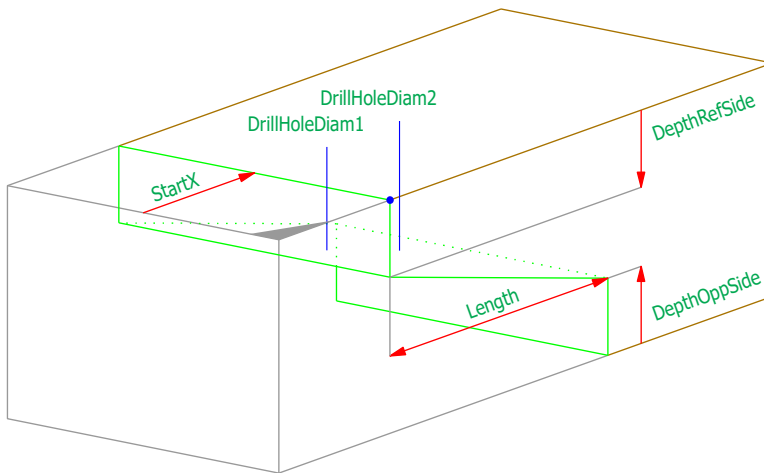 DrillHoleDiam2
DrillHoleDiam1
DepthRefSide
StartX
Length
DepthOppSide